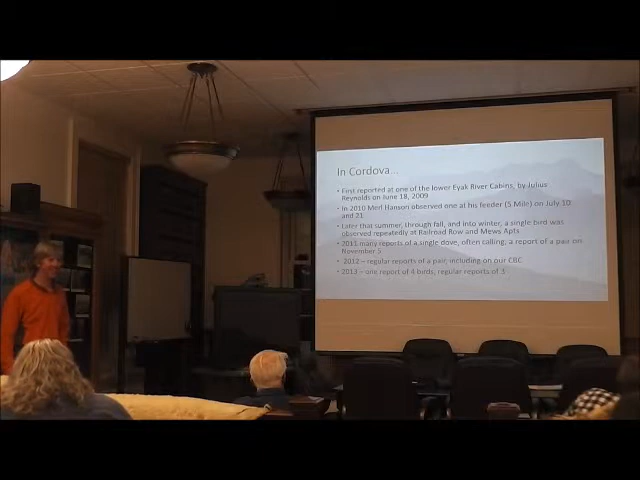 In Cordova...
• First reported at one of the lower Eyak River Cabins, by Julius
Reynolds on June 18, 2009
• In 2010 Merl Hanson observed one at his feeder (5 Mile) on July 10
and 21
• Later that summer, through fall, and into winter, a single bird was
observed repeatedly at Railroad Row and Mews Apts
• 2011 many reports of a single dove, often calling, a report of a pair on
November 5
• 2012 – regular reports of a pair, including on our CBC
• 2013 – one report of 4 birds, regular reports of 3